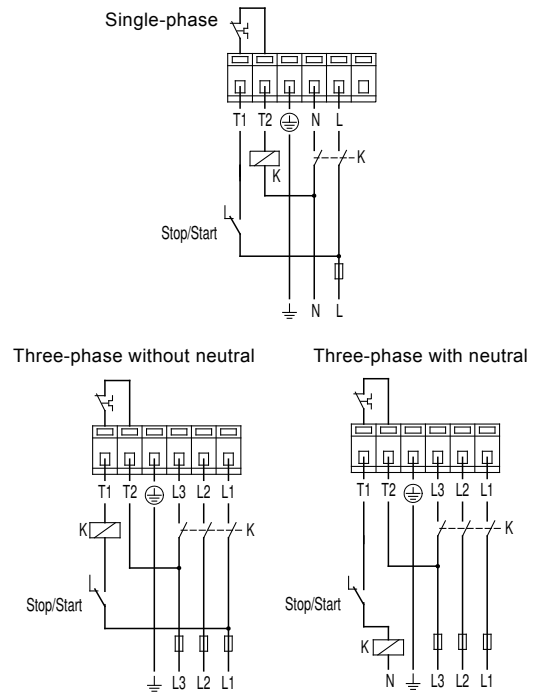 Single-phase
T1 T2 N L
K
K
Stop/Start
N L
Three-phase without neutral
T1 T2 L3 L2 L1
K
K
Stop/Start
L3 L2 L1
Three-phase with neutral
T1 T2 L3 L2 L1
K
Stop/Start
K
N L3 L2 L1